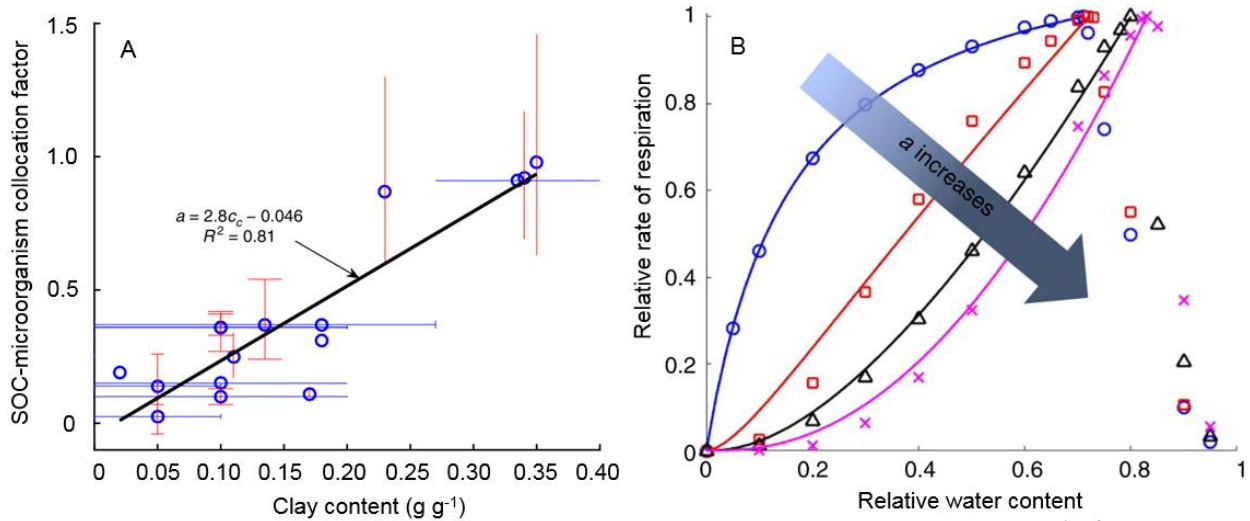 A
SOC-microorganism collocation factor
1.5
1.0
0.5
0
a = 2.8c_c – 0.046
R² = 0.81
0 0.05 0.10 0.15 0.20 0.25 0.30 0.35 0.40
Clay content (g g⁻¹)
B
Relative rate of respiration
1
0.8
0.6
0.4
0.2
0
a increases
0 0.2 0.4 0.6 0.8 1
Relative water content